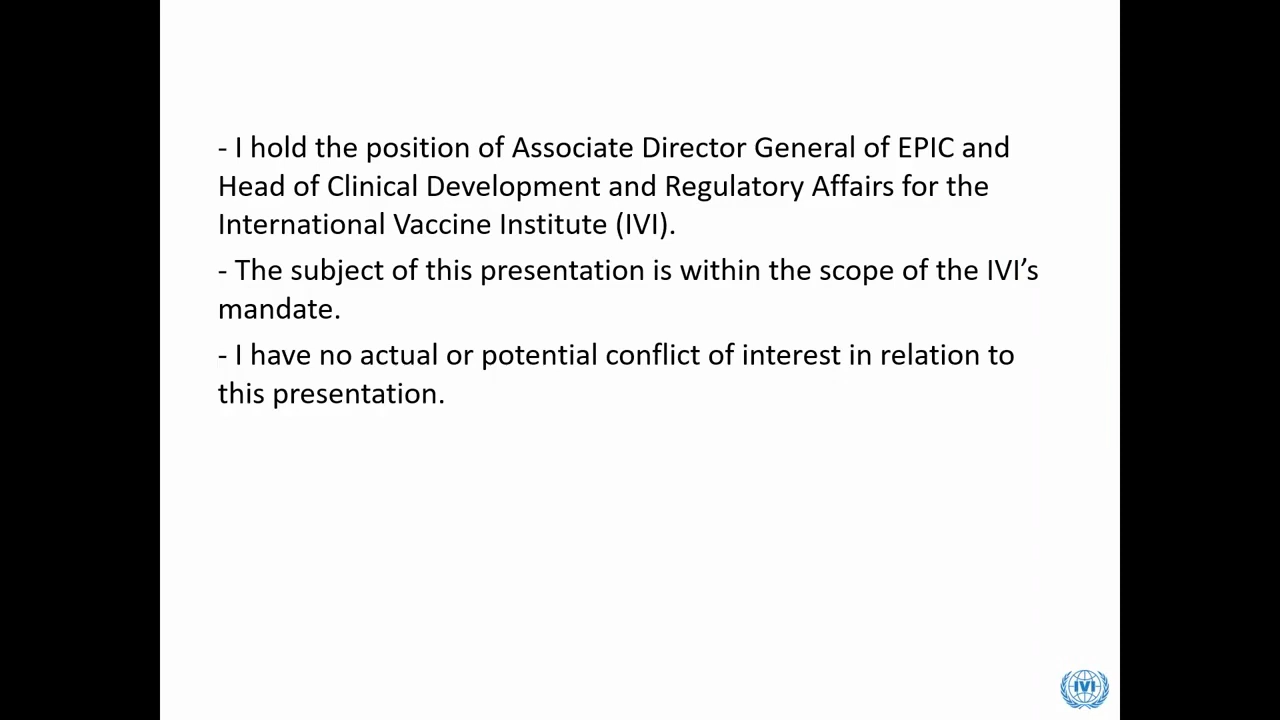 - I hold the position of Associate Director General of EPIC and
Head of Clinical Development and Regulatory Affairs for the
International Vaccine Institute (IVI).
- The subject of this presentation is within the scope of the IVI’s
mandate.
- I have no actual or potential conflict of interest in relation to
this presentation.
IVI